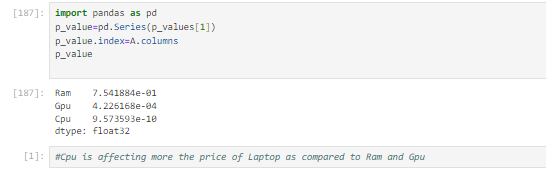 [187]: import pandas as pd
p_value=pd.Series(p_values[1])
p_value.index=A.columns
p_value
[187]: Ram 7.541884e-01
Gpu 4.226168e-04
Cpu 9.573593e-10
dtype: float32
[1]: #Cpu is affecting more the price of Laptop as compared to Ram and Gpu